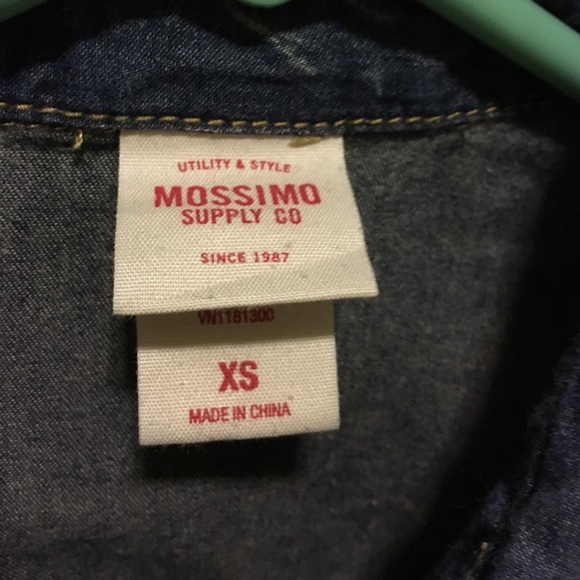 UTILITY & STYLE
MOSSIMO
SUPPLY CO
SINCE 1987
VN1181300
XS
MADE IN CHINA